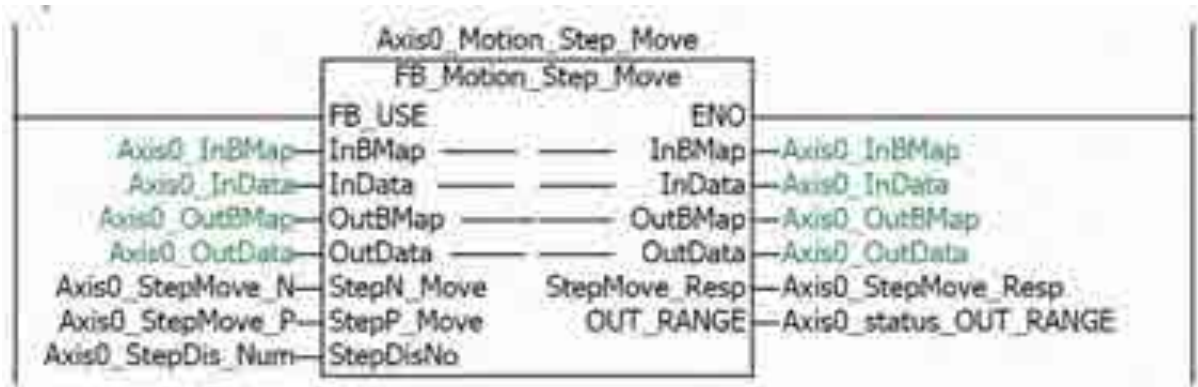 Axis0_Motion_Step_Move
FB_Motion_Step_Move
FB_USE ENO
Axis0_InBMap InBMap InBMap Axis0_InBMap
Axis0_InData InData InData Axis0_InData
Axis0_OutBMap OutBMap OutBMap Axis0_OutBMap
Axis0_OutData OutData OutData Axis0_OutData
Axis0_StepMove_N StepN_Move StepMove_Resp Axis0_StepMove_Resp
Axis0_StepMove_P StepP_Move OUT_RANGE Axis0_status_OUT_RANGE
Axis0_StepDis_Num StepDisNo